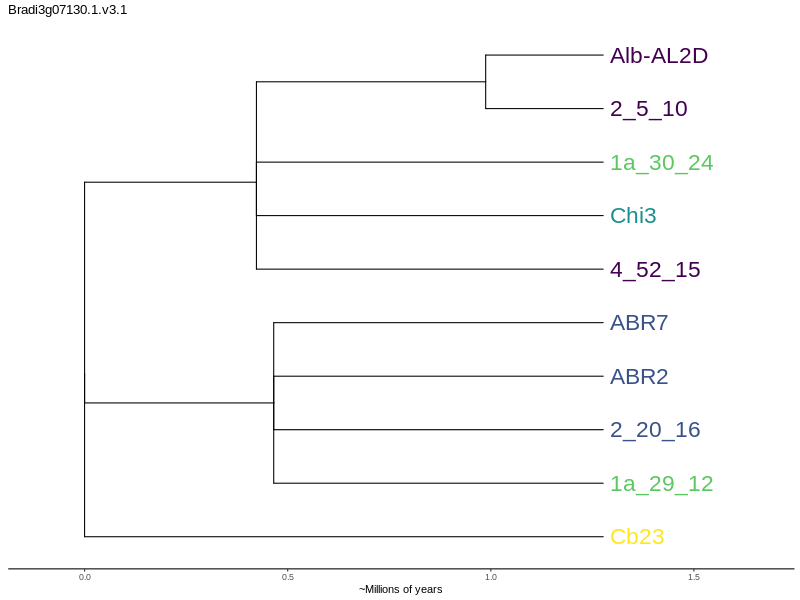 Bradi3g07130.1.v3.1
Alb-AL2D
2_5_10
1a_30_24
Chi3
4_52_15
ABR7
ABR2
2_20_16
1a_29_12
Cb23
0.0 0.5 1.0 1.5
~Millions of years